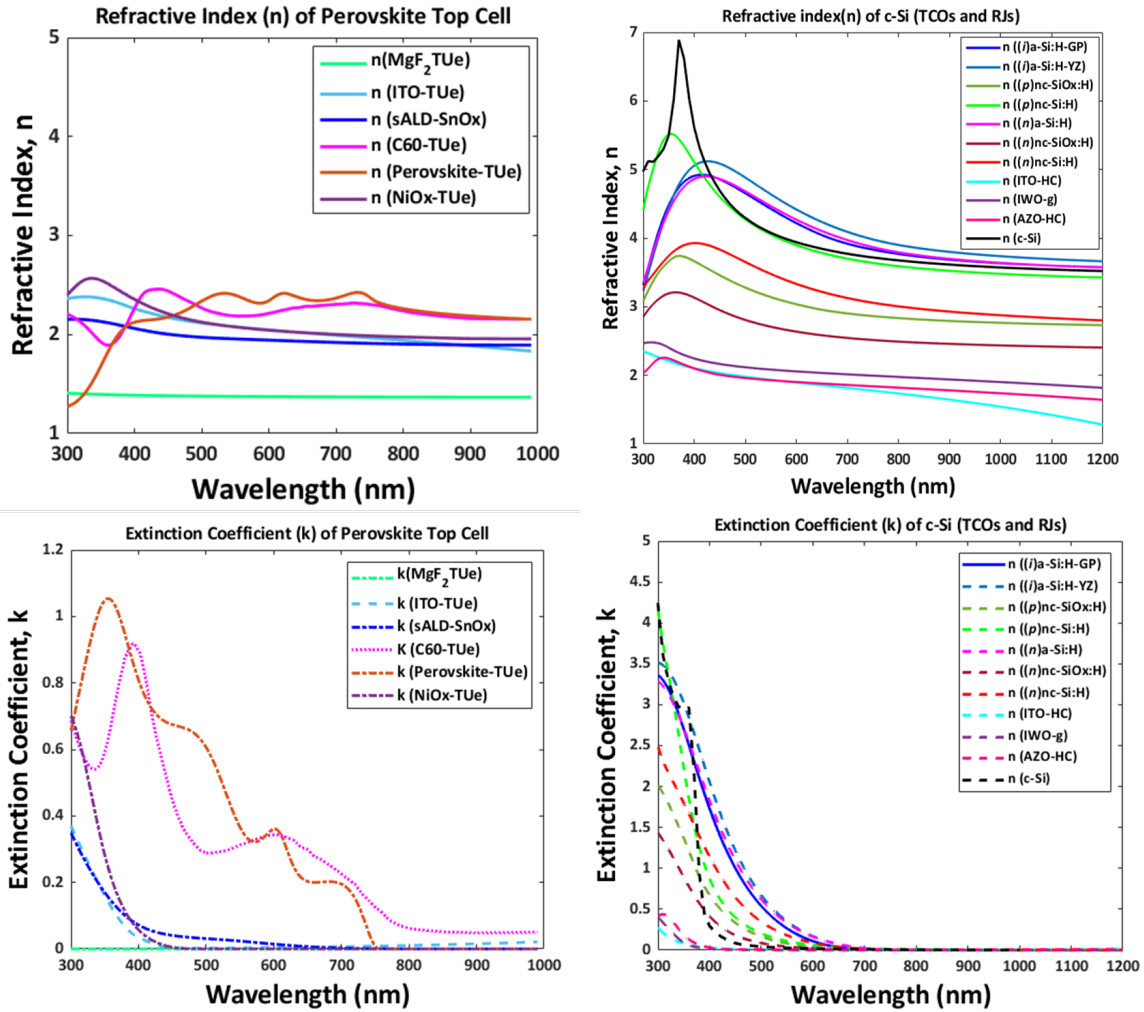 Refractive Index (n) of Perovskite Top Cell
5
4
3
2
1
Refractive Index, n
n(MgF2TUe)
n (ITO-TUe)
n (sALD-SnOx)
n (C60-TUe)
n (Perovskite-TUe)
n (NiOx-TUe)
300 400 500 600 700 800 900 1000
Wavelength (nm)
Refractive index(n) of c-Si (TCOs and RJs)
7
6
5
4
3
2
1
Refractive Index, n
n ((i)a-Si:H-GP)
n ((i)a-Si:H-YZ)
n ((p)nc-SiOx:H)
n ((p)nc-Si:H)
n ((n)a-Si:H)
n ((n)nc-SiOx:H)
n ((n)nc-Si:H)
n (ITO-HC)
n (IWO-g)
n (AZO-HC)
n (c-Si)
300 400 500 600 700 800 900 1000 1100 1200
Wavelength (nm)
Extinction Coefficient (k) of Perovskite Top Cell
1.2
1
0.8
0.6
0.4
0.2
0
Extinction Coefficient, k
k(MgF2TUe)
k (ITO-TUe)
k (sALD-SnOx)
K (C60-TUe)
k (Perovskite-TUe)
k (NiOx-TUe)
300 400 500 600 700 800 900 1000
Wavelength (nm)
Extinction Coefficient (k) of c-Si (TCOs and RJs)
5
4.5
4
3.5
3
2.5
2
1.5
1
0.5
0
Extinction Coefficient, k
n ((i)a-Si:H-GP)
n ((i)a-Si:H-YZ)
n ((p)nc-SiOx:H)
n ((p)nc-Si:H)
n ((n)a-Si:H)
n ((n)nc-SiOx:H)
n ((n)nc-Si:H)
n (ITO-HC)
n (IWO-g)
n (AZO-HC)
n (c-Si)
300 400 500 600 700 800 900 1000 1100 1200
Wavelength (nm)